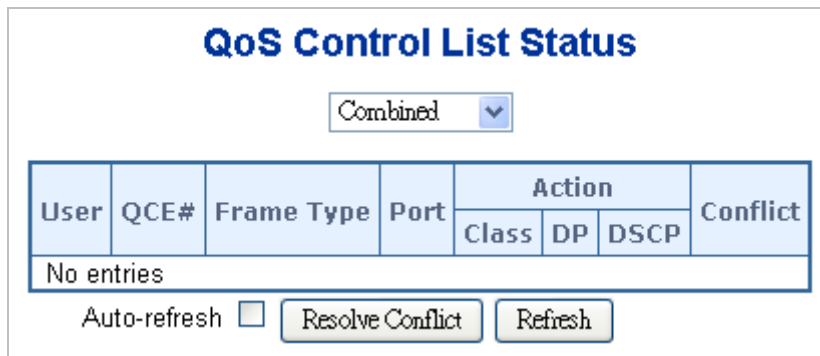 QoS Control List Status
Combined
User QCE# Frame Type Port Action Conflict
Class DP DSCP
No entries
Auto-refresh Resolve Conflict Refresh